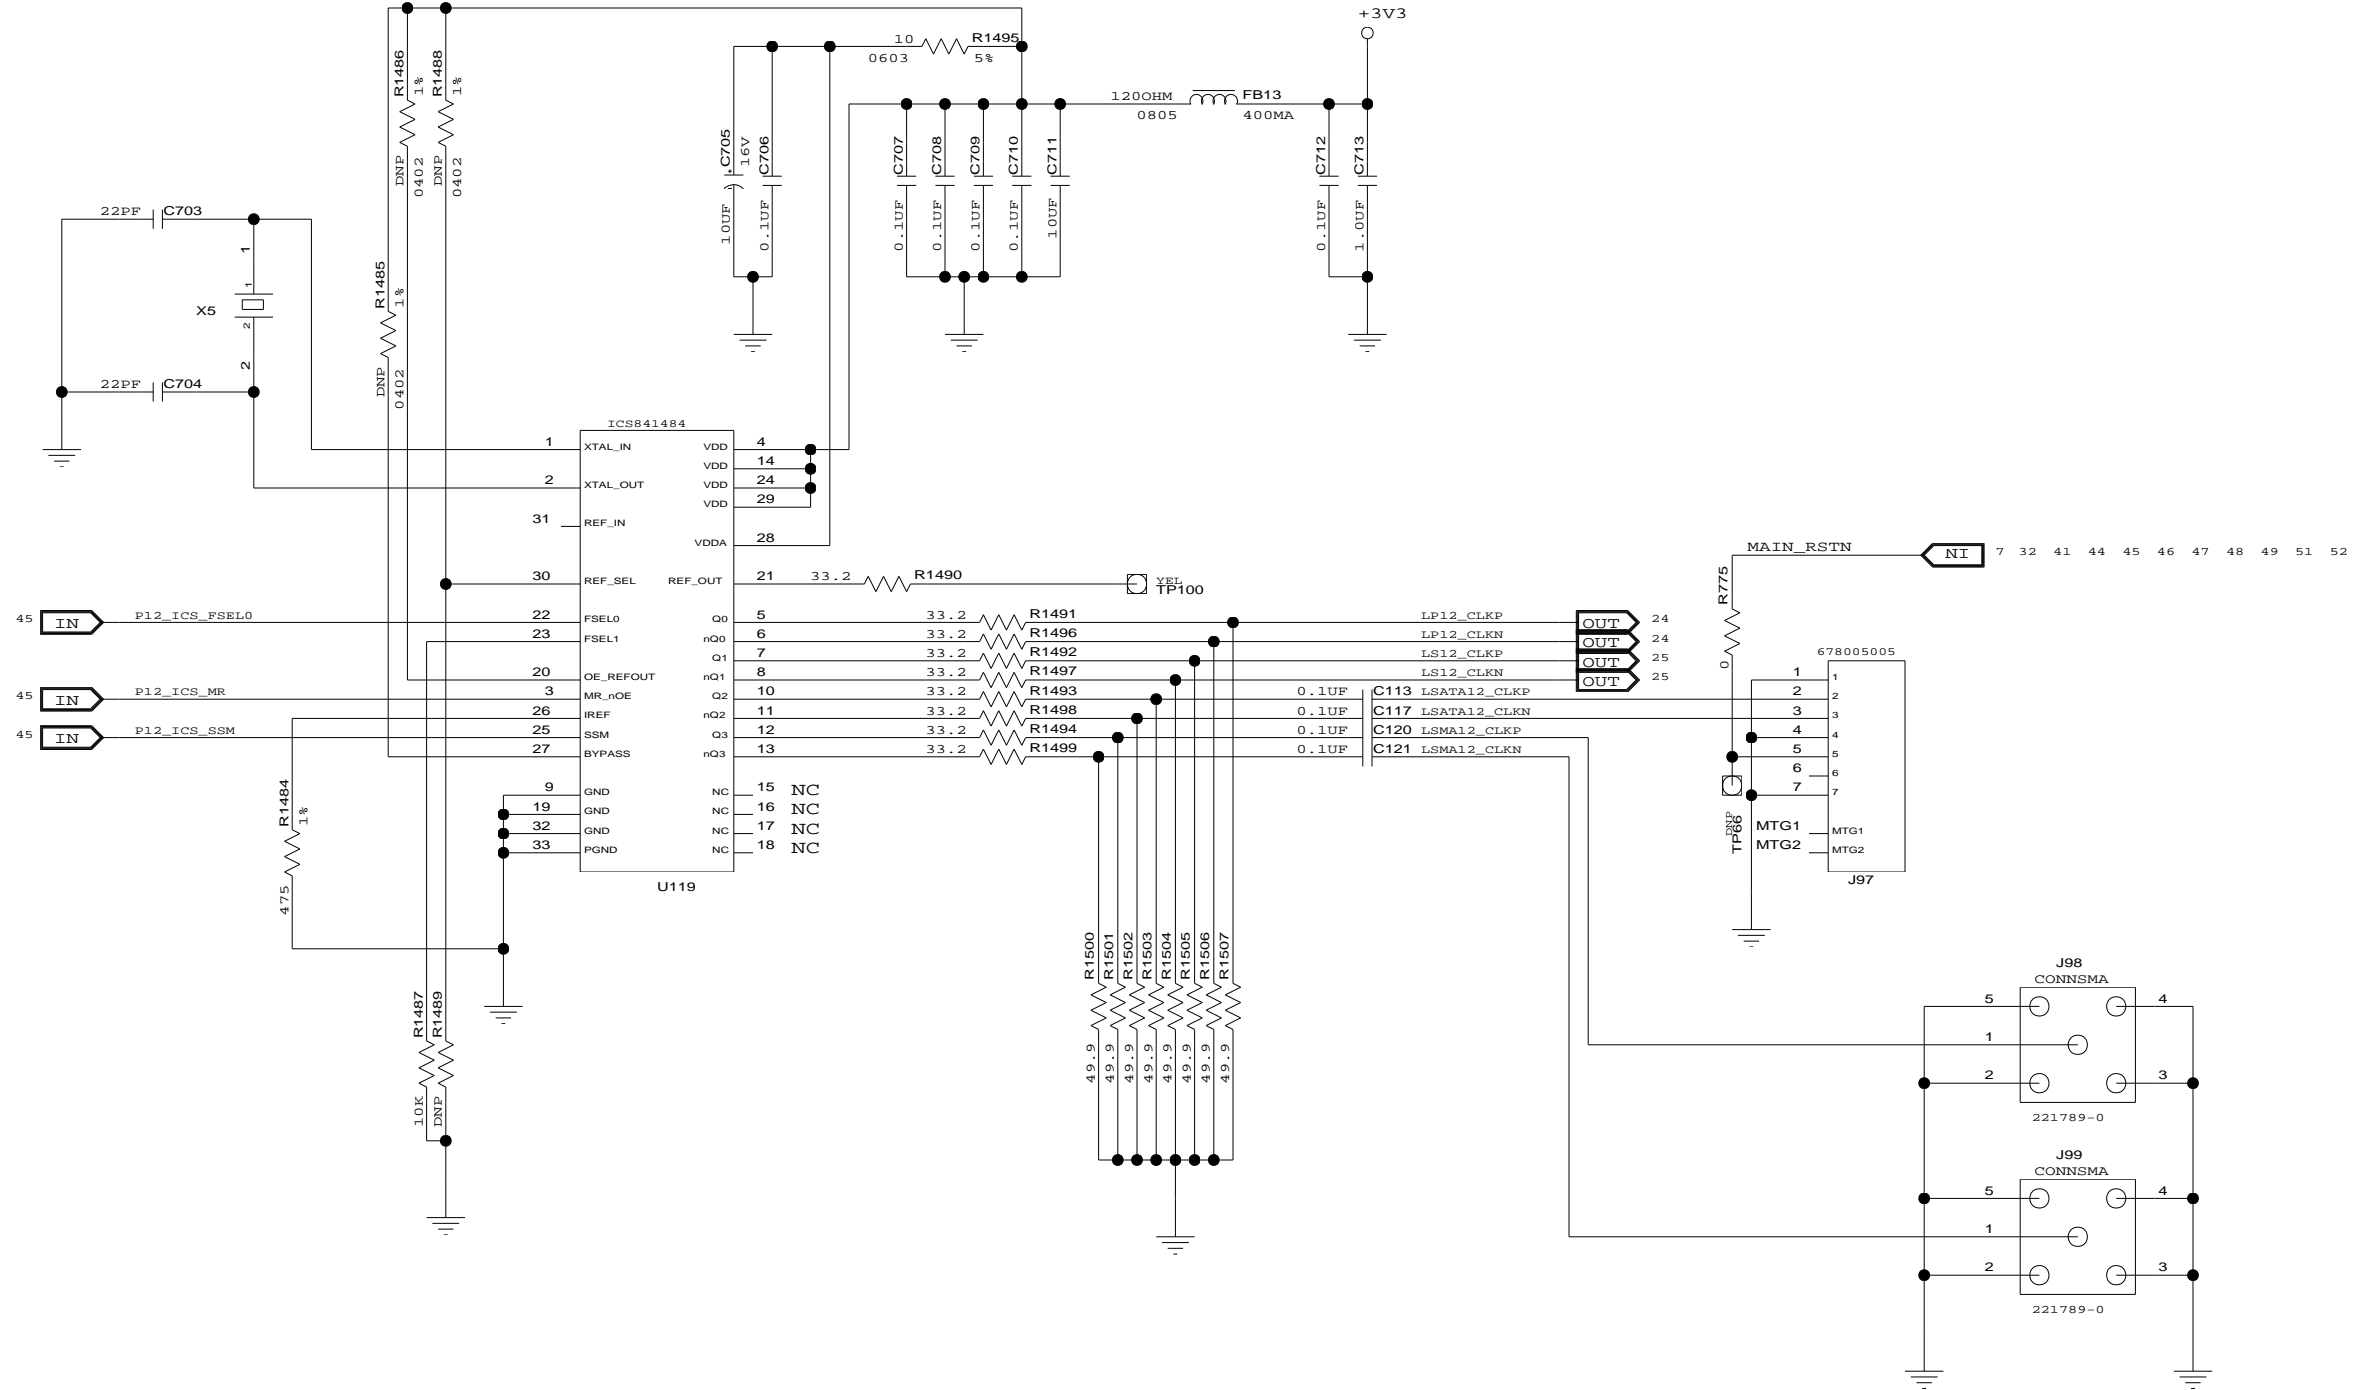 +3V3
10 R1495
0603 5%
R1486 1%
DNP 0402
R1488 1%
DNP 0402
120OHM FB13
0805 400MA
C705 16V
10UF
C706
0.1UF
C707
0.1UF
C708
0.1UF
C709
0.1UF
C710
0.1UF
C711
10UF
C712
0.1UF
C713
1.0UF
22PF C703
1
1
X5
2
2
22PF C704
R1485 1%
DNP 0402
ICS841484
1 XTAL_IN VDD 4
VDD 14
2 XTAL_OUT VDD 24
VDD 29
31 REF_IN
VDDA 28
30 REF_SEL REF_OUT 21 33.2 R1490 YEL
TP100
45 IN P12_ICS_FSEL0 22 FSEL0 Q0 5 33.2 R1491 LP12_CLKP OUT 24
23 FSEL1 nQ0 6 33.2 R1496 LP12_CLKN OUT 24
Q1 7 33.2 R1492 LS12_CLKP OUT 25
20 OE_REFOUT nQ1 8 33.2 R1497 LS12_CLKN OUT 25
45 IN P12_ICS_MR 3 MR_nOE Q2 10 33.2 R1493 0.1UF C113 LSATA12_CLKP
26 IREF nQ2 11 33.2 R1498 0.1UF C117 LSATA12_CLKN
45 IN P12_ICS_SSM 25 SSM Q3 12 33.2 R1494 0.1UF C120 LSMA12_CLKP
27 BYPASS nQ3 13 33.2 R1499 0.1UF C121 LSMA12_CLKN
9 GND NC 15 NC
19 GND NC 16 NC
32 GND NC 17 NC
33 PGND NC 18 NC
U119
R1484 1%
475
R1487
10K
R1489
DNP
R1500
49.9
R1501
49.9
R1502
49.9
R1503
49.9
R1504
49.9
R1505
49.9
R1506
49.9
R1507
49.9
MAIN_RSTN NI 7 32 41 44 45 46 47 48 49 51 52
R775
0
678005005
1 1
2 2
3 3
4 4
5 5
6 6
7 7
MTG1 MTG1
MTG2 MTG2
J97
DNP
TP66
J98
CONNSMA
5 4
1
2 3
221789-0
J99
CONNSMA
5 4
1
2 3
221789-0